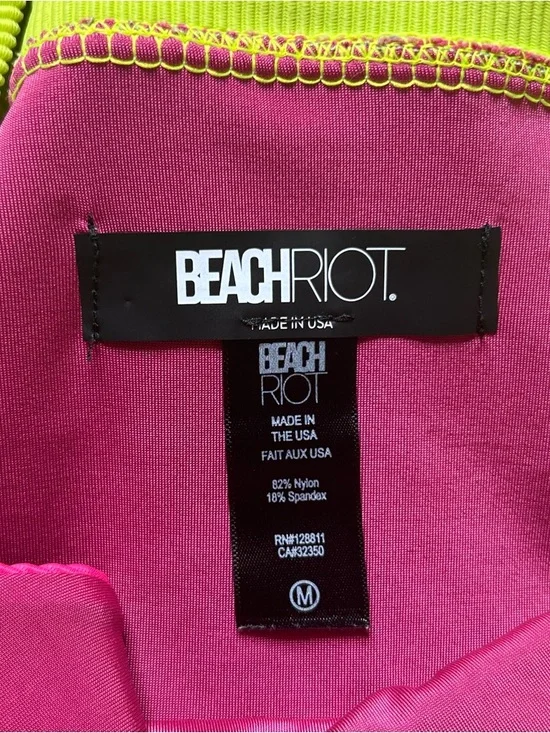 BEACHRIOT.
MADE IN USA
BEACH
RIOT
MADE IN
THE USA
FAIT AUX USA
82% Nylon
18% Spandex
RN#128811
CA#32350
M